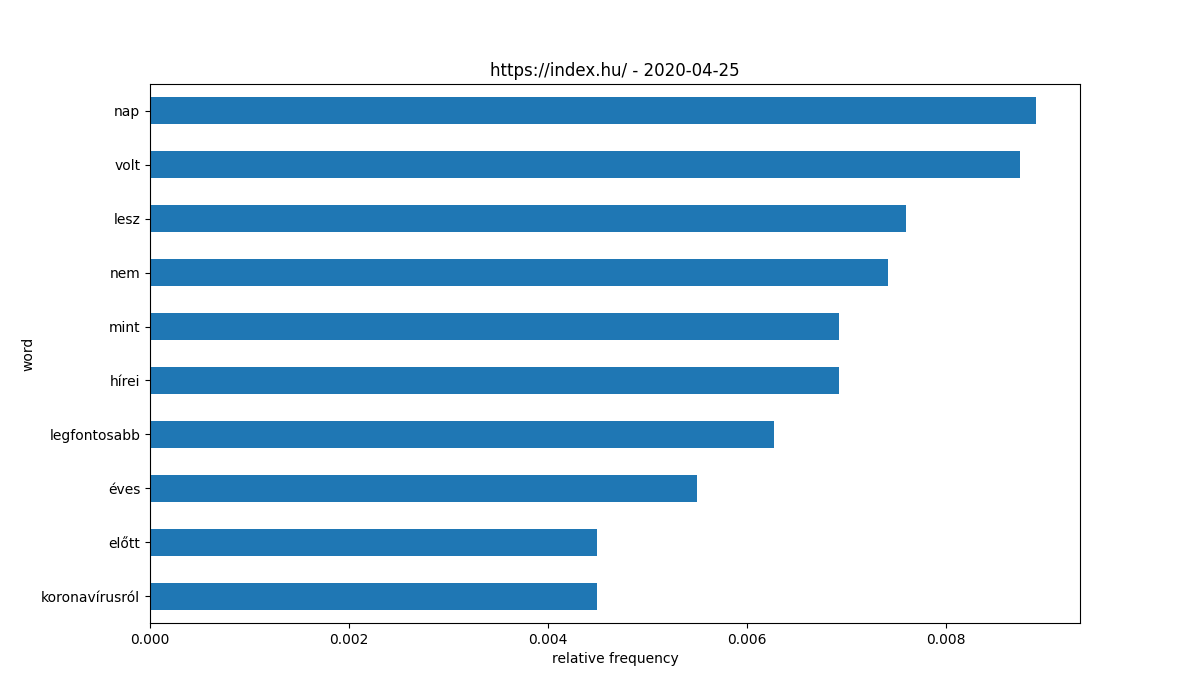 https://index.hu/ - 2020-04-25
nap
volt
lesz
nem
mint
hírei
legfontosabb
éves
előtt
koronavírusról
word
0.000 0.002 0.004 0.006 0.008
relative frequency